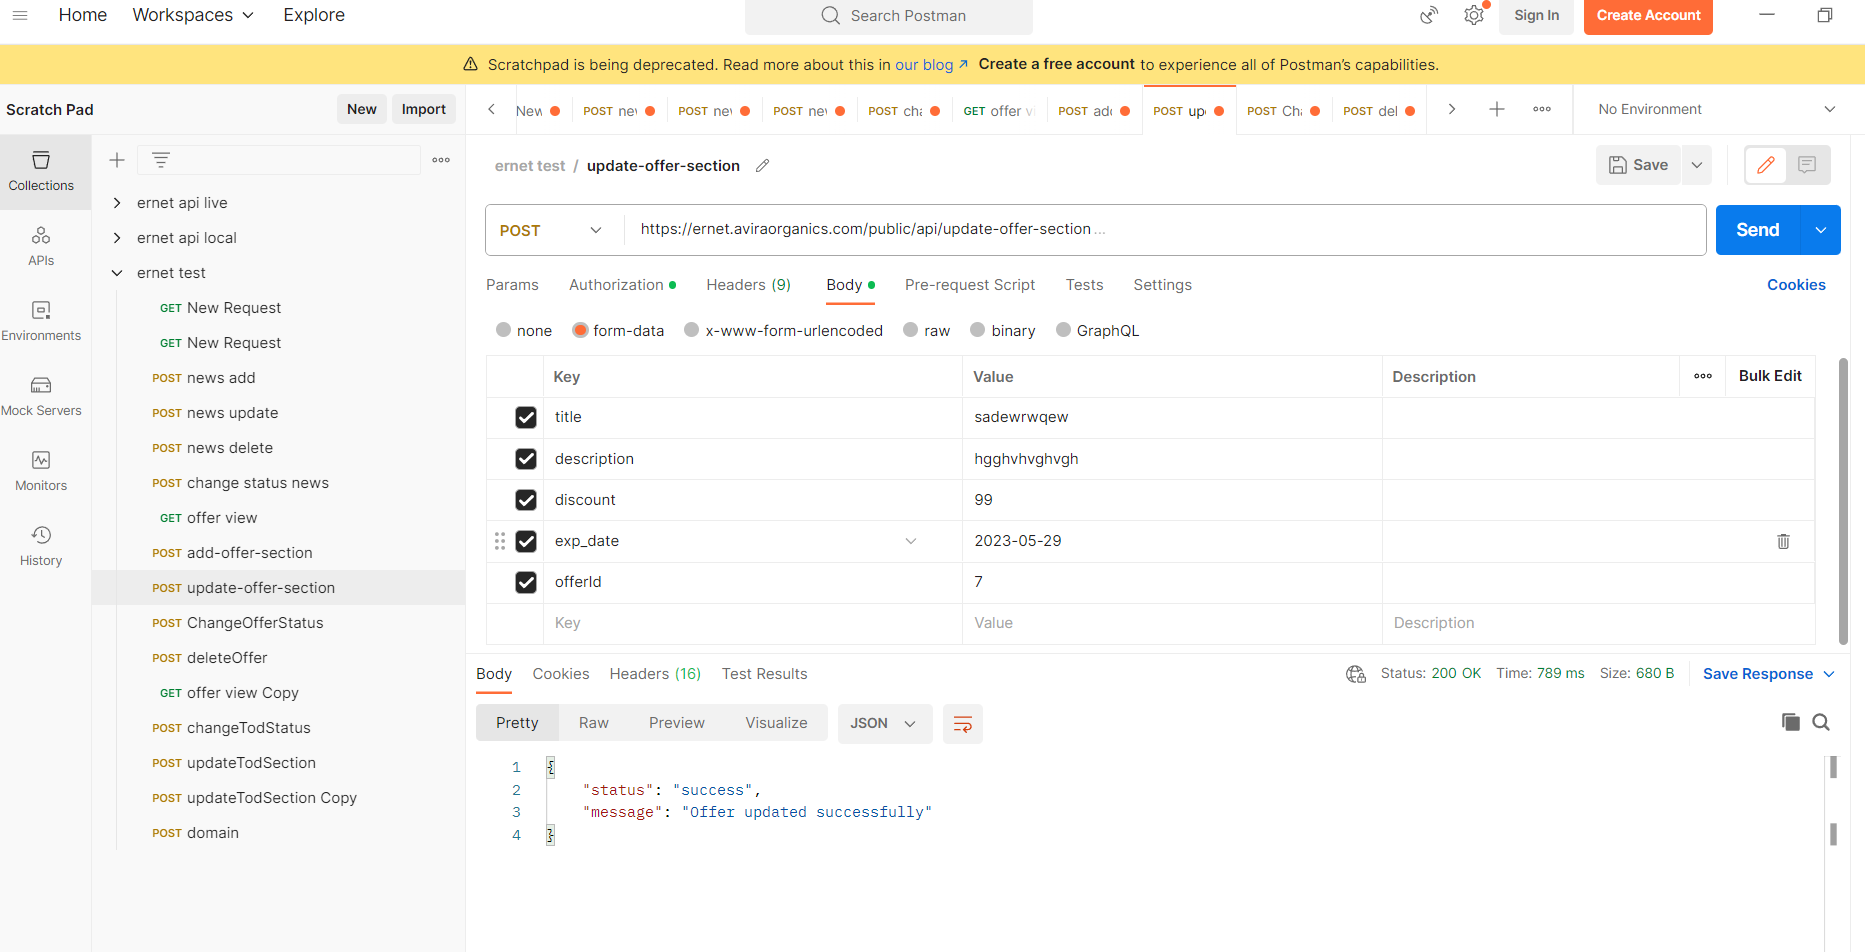 Home Workspaces Explore Search Postman Sign In Create Account
Scratchpad is being deprecated. Read more about this in our blog ↗ Create a free account to experience all of Postman's capabilities.
Scratch Pad New Import
New POST nev POST nev POST nev POST cha GET offer vi POST adc POST up POST Ch POST del No Environment
Collections
APIs
Environments
Mock Servers
Monitors
History
ernet api live
ernet api local
ernet test
GET New Request
GET New Request
POST news add
POST news update
POST news delete
POST change status news
GET offer view
POST add-offer-section
POST update-offer-section
POST ChangeOfferStatus
POST deleteOffer
GET offer view Copy
POST changeTodStatus
POST updateTodSection
POST updateTodSection Copy
POST domain
ernet test / update-offer-section Save
POST https://ernet.aviraorganics.com/public/api/update-offer-section ... Send
Params Authorization Headers (9) Body Pre-request Script Tests Settings Cookies
none form-data x-www-form-urlencoded raw binary GraphQL
Key Value Description Bulk Edit
title sadewrwqew
description hgghvhvghvgh
discount 99
exp_date 2023-05-29
offerId 7
Key Value Description
Body Cookies Headers (16) Test Results Status: 200 OK Time: 789 ms Size: 680 B Save Response
Pretty Raw Preview Visualize JSON
1 {
2 "status": "success",
3 "message": "Offer updated successfully"
4 }